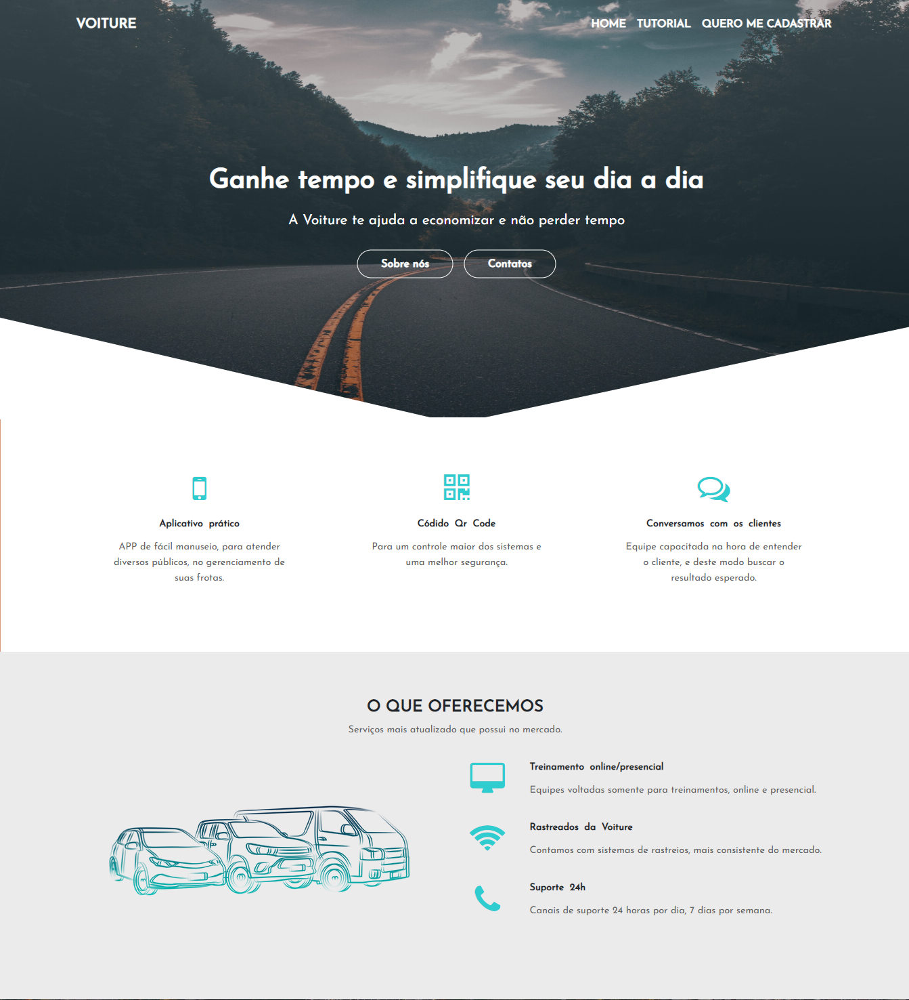 VOITURE
HOME TUTORIAL QUERO ME CADASTRAR
Ganhe tempo e simplifique seu dia a dia
A Voiture te ajuda a economizar e não perder tempo
Sobre nós
Contatos
Aplicativo prático
APP de fácil manuseio, para atender
diversos públicos, no gerenciamento de
suas frotas.
Códido Qr Code
Para um controle maior dos sistemas e
uma melhor segurança.
Conversamos com os clientes
Equipe capacitada na hora de entender
o cliente, e deste modo buscar o
resultado esperado.
O QUE OFERECEMOS
Serviços mais atualizado que possui no mercado.
Treinamento online/presencial
Equipes voltadas somente para treinamentos, online e presencial.
Rastreados da Voiture
Contamos com sistemas de rastreios, mais consistente do mercado.
Suporte 24h
Canais de suporte 24 horas por dia, 7 dias por semana.